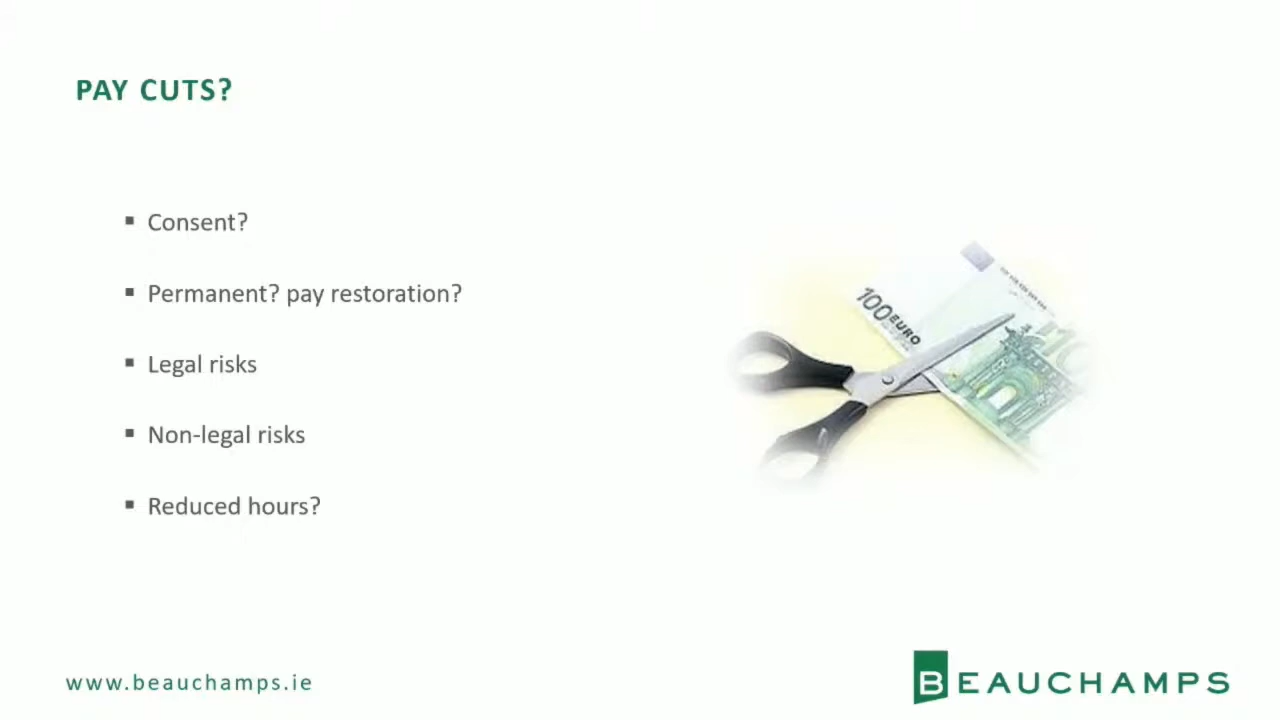 PAY CUTS?
Consent?
Permanent? pay restoration?
100 EURO
Legal risks
Non-legal risks
Reduced hours?
www.beauchamps.ie
BEAUCHAMPS